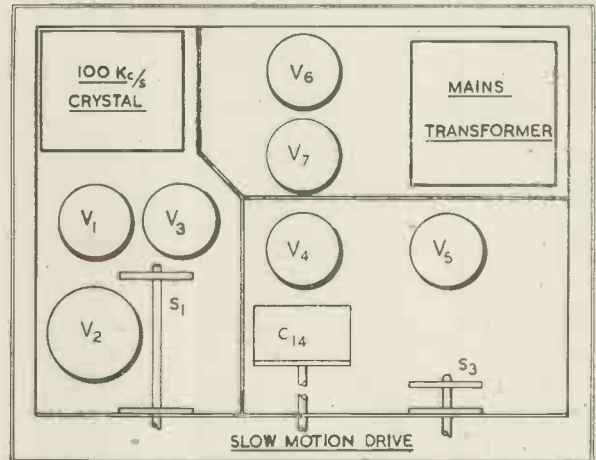 100 Kc/s
CRYSTAL
V6
V7
MAINS
TRANSFORMER
V1
V3
V4
V5
V2
S1
C14
S3
SLOW MOTION DRIVE